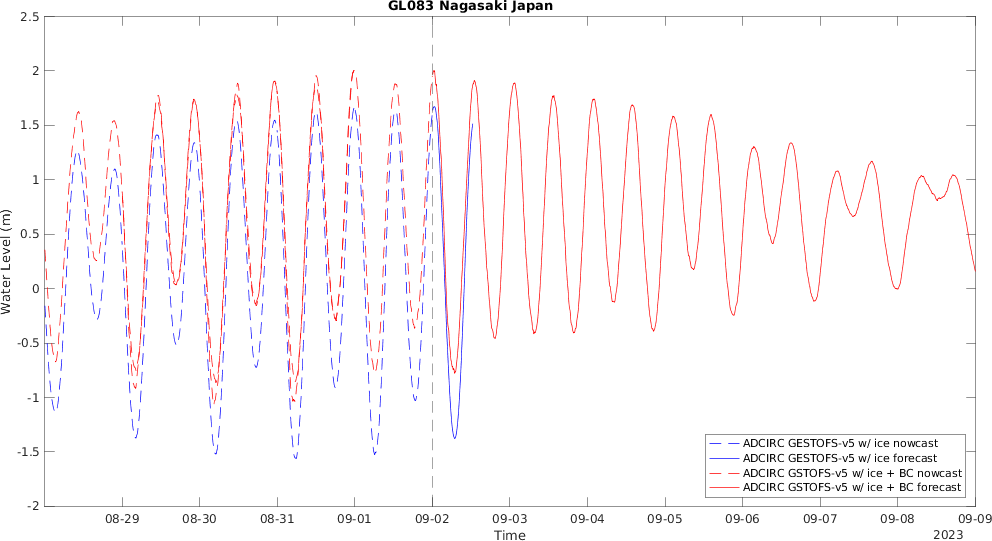 GL083 Nagasaki Japan
2.5
2
1.5
1
0.5
0
-0.5
-1
-1.5
-2
Water Level (m)
ADCIRC GESTOFS-v5 w/ ice nowcast
ADCIRC GESTOFS-v5 w/ ice forecast
ADCIRC GSTOFS-v5 w/ ice + BC nowcast
ADCIRC GSTOFS-v5 w/ ice + BC forecast
08-29 08-30 08-31 09-01 09-02 09-03 09-04 09-05 09-06 09-07 09-08 09-09
Time
2023